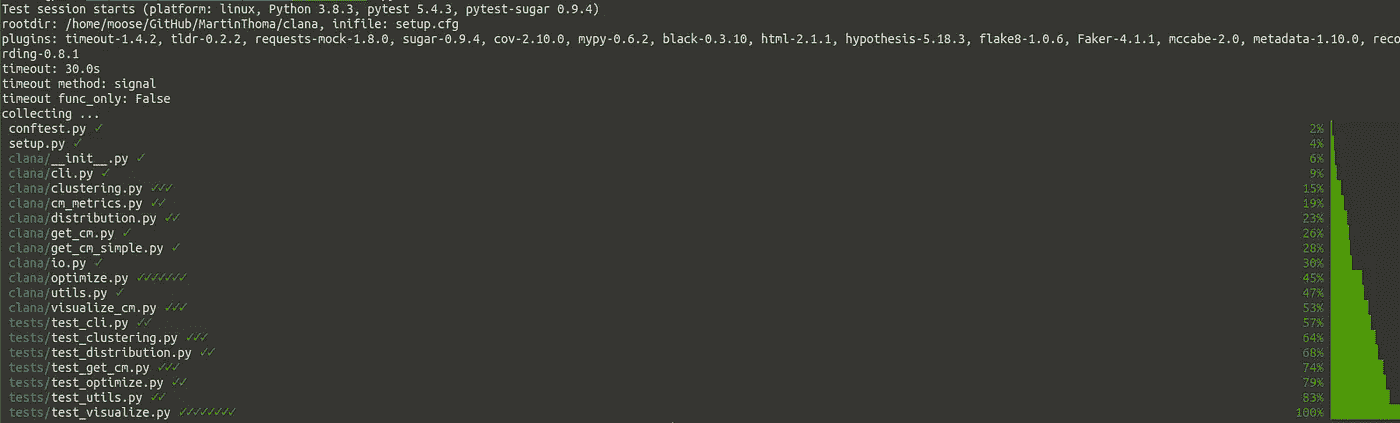 Test session starts (platform: linux, Python 3.8.3, pytest 5.4.3, pytest-sugar 0.9.4)
rootdir: /home/moose/GitHub/MartinThoma/clana, inifile: setup.cfg
plugins: timeout-1.4.2, tldr-0.2.2, requests-mock-1.8.0, sugar-0.9.4, cov-2.10.0, mypy-0.6.2, black-0.3.10, html-2.1.1, hypothesis-5.18.3, flake8-1.0.6, Faker-4.1.1, mccabe-2.0, metadata-1.10.0, reco
rding-0.8.1
timeout: 30.0s
timeout method: signal
timeout func_only: False
collecting ...
conftest.py ✓ 2%
setup.py ✓ 4%
clana/__init__.py ✓ 6%
clana/cli.py ✓ 9%
clana/clustering.py ✓✓✓ 15%
clana/cm_metrics.py ✓✓ 19%
clana/distribution.py ✓✓ 23%
clana/get_cm.py ✓ 26%
clana/get_cm_simple.py ✓ 28%
clana/io.py ✓ 30%
clana/optimize.py ✓✓✓✓✓✓✓ 45%
clana/utils.py ✓ 47%
clana/visualize_cm.py ✓✓✓ 53%
tests/test_cli.py ✓✓ 57%
tests/test_clustering.py ✓✓✓ 64%
tests/test_distribution.py ✓✓ 68%
tests/test_get_cm.py ✓✓✓ 74%
tests/test_optimize.py ✓✓ 79%
tests/test_utils.py ✓✓ 83%
tests/test_visualize.py ✓✓✓✓✓✓✓✓ 100%